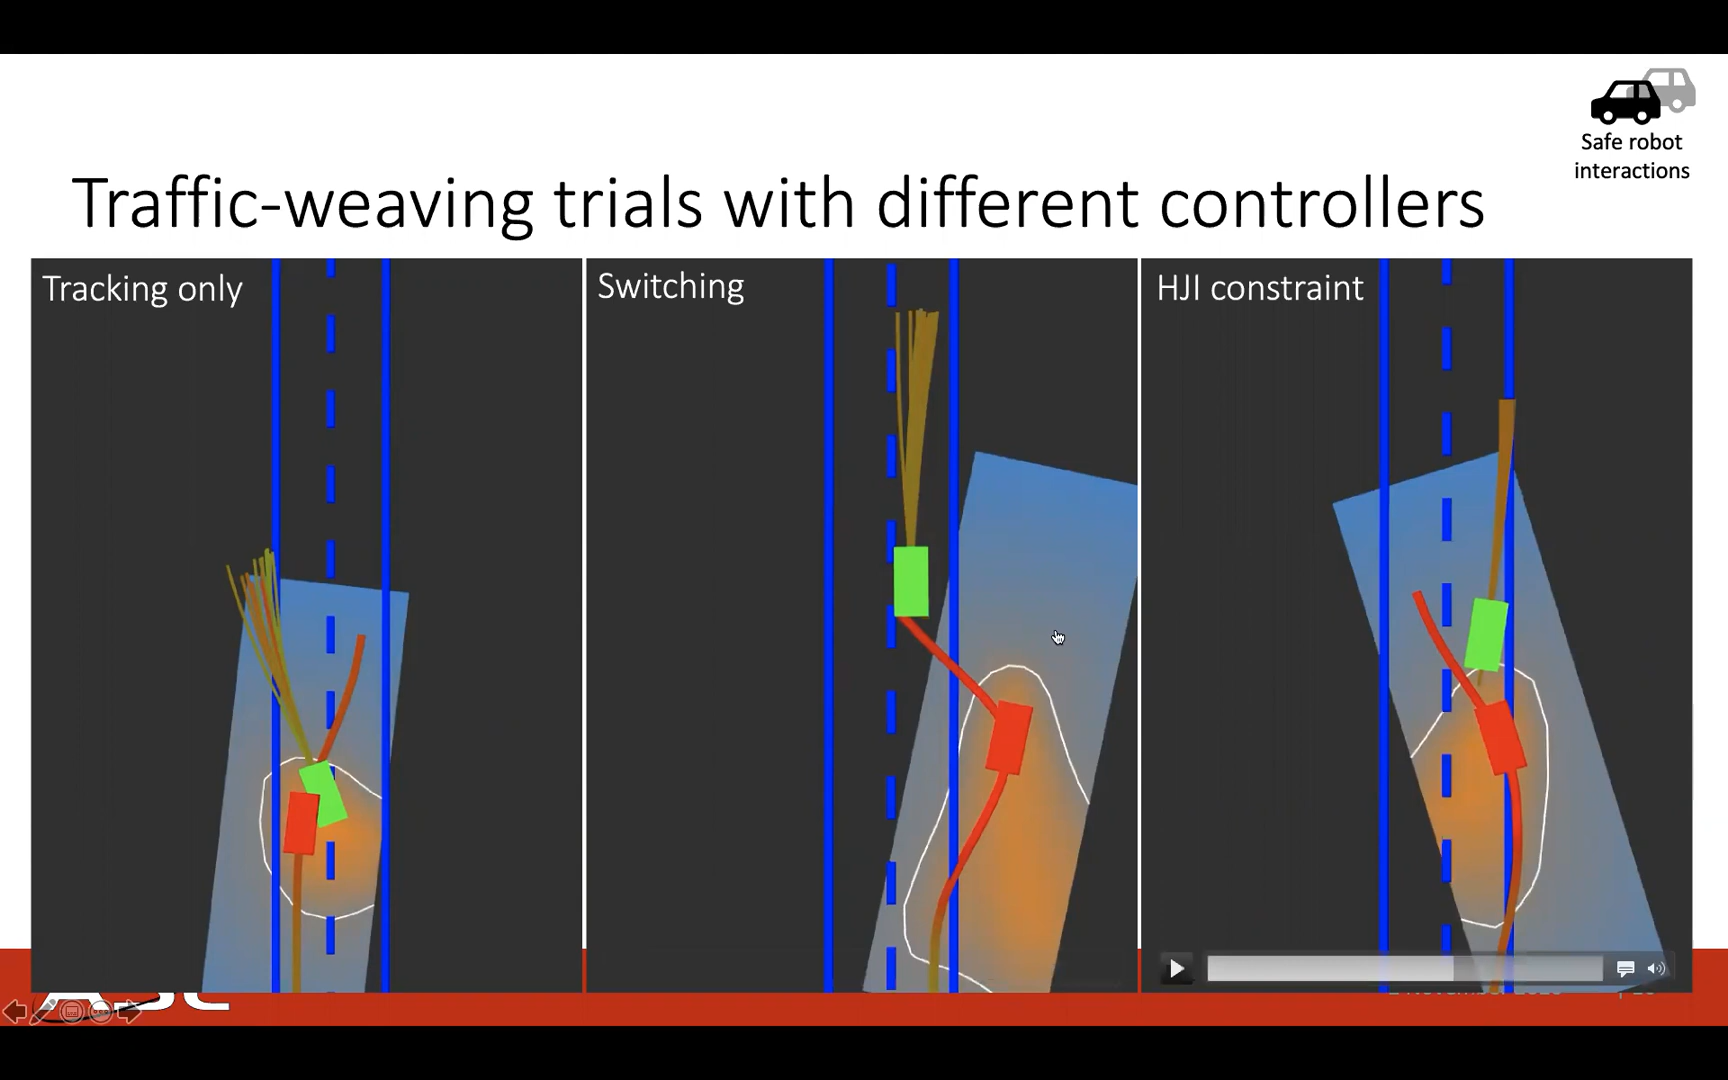 Safe robot
interactions
Traffic-weaving trials with different controllers
Tracking only
Switching
HJI constraint